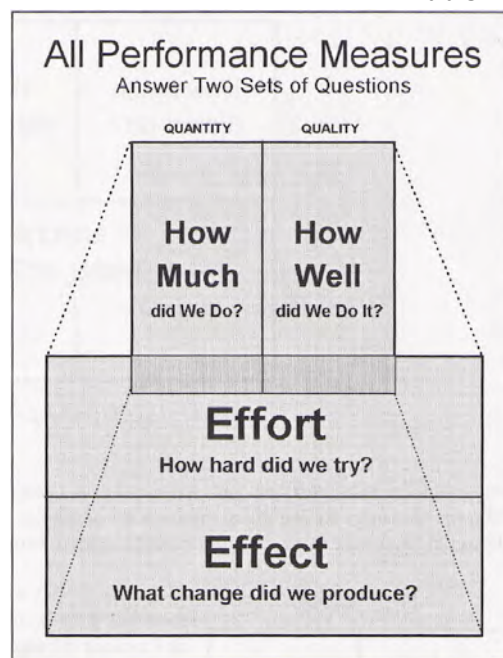 All Performance Measures
Answer Two Sets of Questions
QUANTITY QUALITY
How How
Much Well
did We Do? did We Do It?
Effort
How hard did we try?
Effect
What change did we produce?